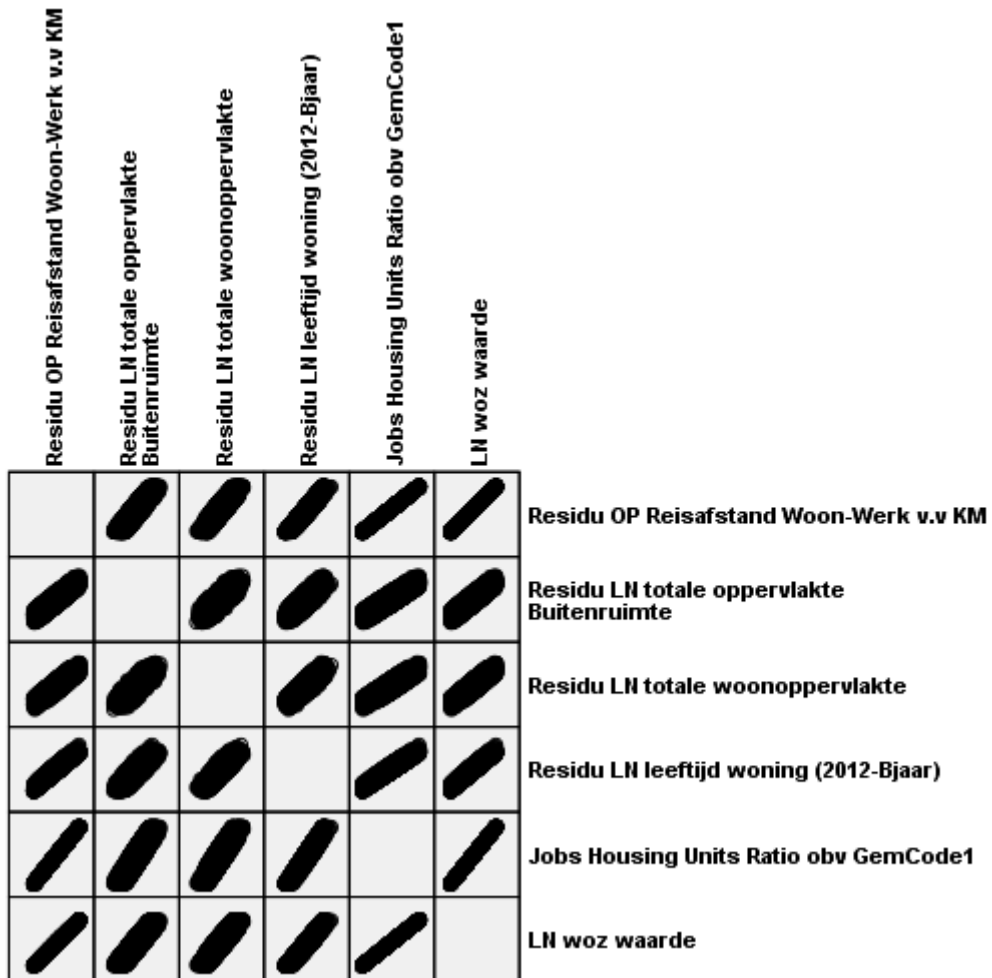 Residu OP Reisafstand Woon-Werk v.v KM
Residu LN totale oppervlakte
Buitenruimte
Residu LN totale woonoppervlakte
Residu LN leeftijd woning (2012-Bjaar)
Jobs Housing Units Ratio obv GemCode1
LN woz waarde
Residu OP Reisafstand Woon-Werk v.v KM
Residu LN totale oppervlakte
Buitenruimte
Residu LN totale woonoppervlakte
Residu LN leeftijd woning (2012-Bjaar)
Jobs Housing Units Ratio obv GemCode1
LN woz waarde